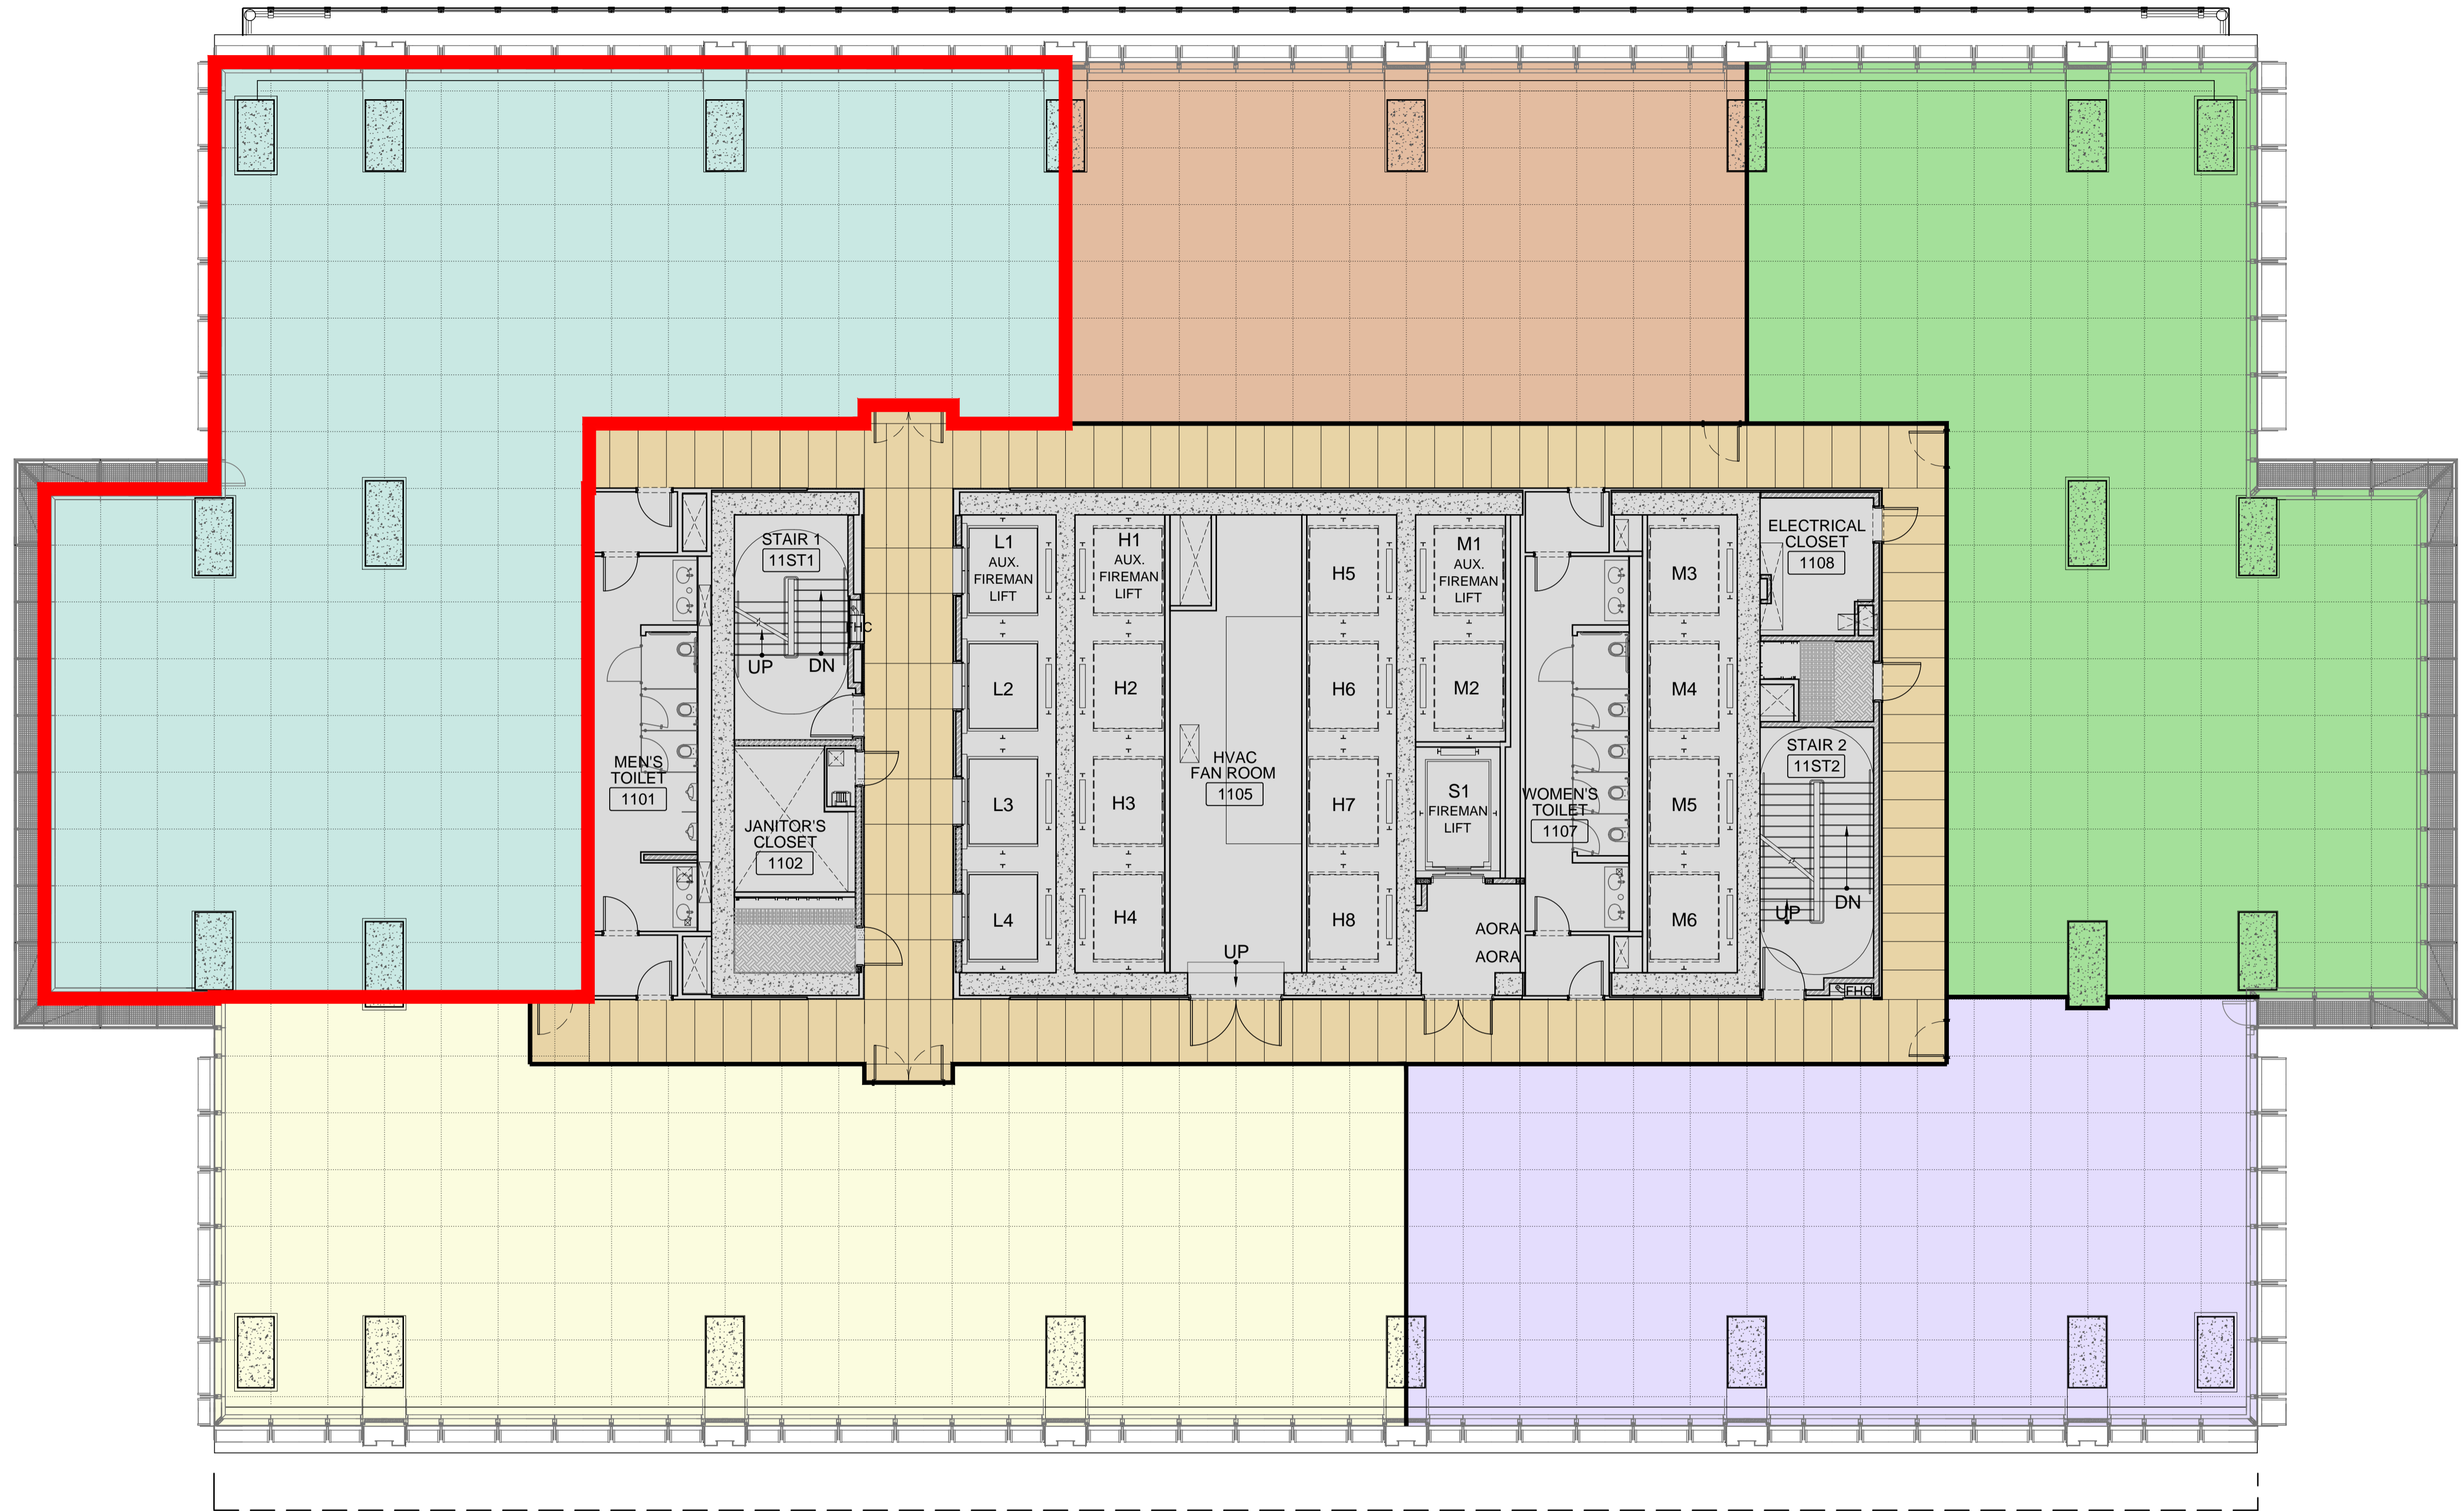 STAIR 1
11ST1
FHC
UP
DN
MEN'S
TOILET
1101
JANITOR'S
CLOSET
1102
L1
AUX.
FIREMAN
LIFT
L2
L3
L4
H1
AUX.
FIREMAN
LIFT
H2
H3
H4
HVAC
FAN ROOM
1105
UP
H5
H6
H7
H8
M1
AUX.
FIREMAN
LIFT
M2
S1
FIREMAN
LIFT
AORA
AORA
WOMEN'S
TOILET
1107
M3
M4
M5
M6
ELECTRICAL
CLOSET
1108
STAIR 2
11ST2
UP
DN
FHC